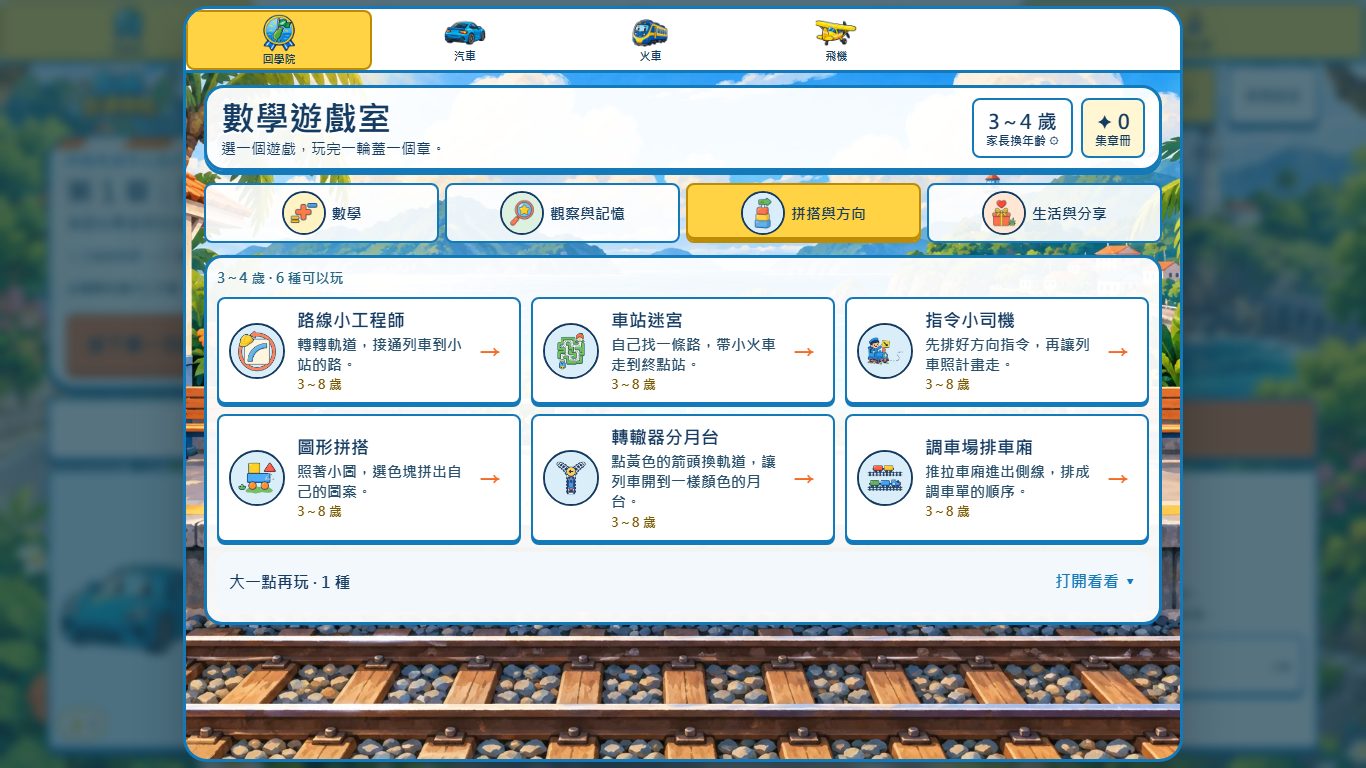 回學院
汽車
火車
飛機
數學遊戲室
選一個遊戲，玩完一輪蓋一個章。
3～4 歲
家長換年齡 ⚙
✦ 0
集章冊
數學
觀察與記憶
拼搭與方向
生活與分享
3～4 歲 · 6 種可以玩
路線小工程師
轉轉軌道，接通列車到小
站的路。
3～8 歲
→
車站迷宮
自己找一條路，帶小火車
走到終點站。
3～8 歲
→
指令小司機
先排好方向指令，再讓列
車照計畫走。
3～8 歲
→
圖形拼搭
照著小圖，選色塊拼出自
己的圖案。
3～8 歲
→
轉轍器分月台
點黃色的箭頭換軌道，讓
列車開到一樣顏色的月
台。
3～8 歲
→
調車場排車廂
推拉車廂進出側線，排成
調車單的順序。
3～8 歲
→
大一點再玩 · 1 種
打開看看 ▼